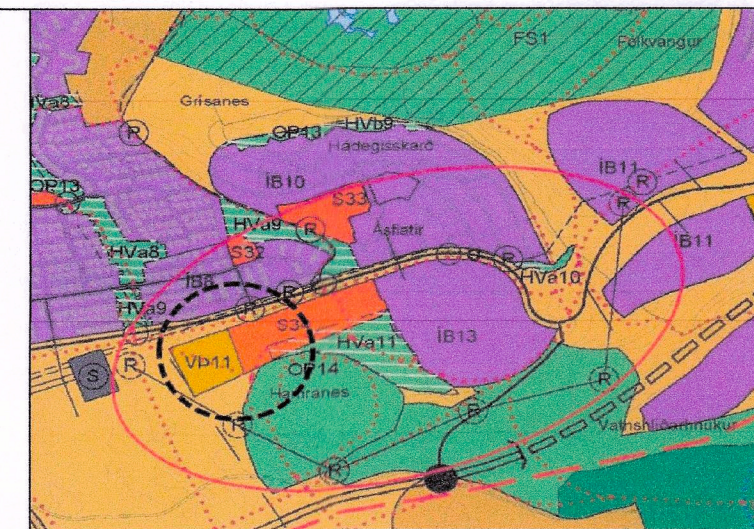 FS1
Fólkvangur
Grísanes
HVa8
OP13
HVb9
Hádegisskarð
ÍB10
ÍB11
S33
OP13
HVa9
Ásflatir
HVa8
S32
ÍB11
ÍB8
HVa10
HVa9
ÍB13
HVa11
VÞ11
OP14
S
Hamranes
R
R
R
R
R
R
R
R
R
R
R
R
Vatnshlíðarhnúkur